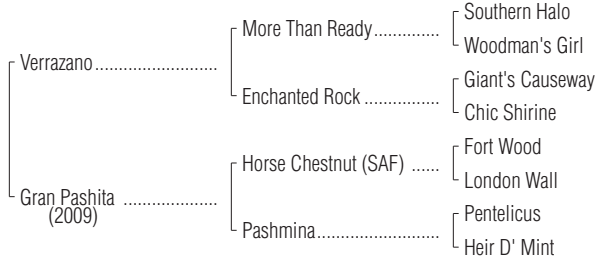 Southern Halo
More Than Ready..............
Woodman's Girl
Verrazano..........................
Giant's Causeway
Enchanted Rock ................
Chic Shirine
Fort Wood
Horse Chestnut (SAF) ......
London Wall
Gran Pashita ....................
(2009)
Pentelicus
Pashmina..........................
Heir D' Mint